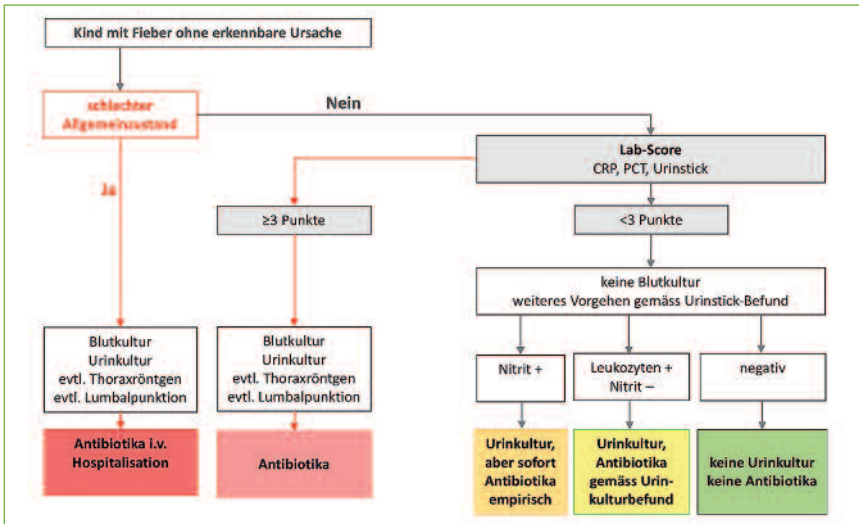 Kind mit Fieber ohne erkennbare Ursache
schlechter
Allgemeinzustand
Nein
Lab-Score
CRP, PCT, Urinstick
Ja
≥3 Punkte
<3 Punkte
keine Blutkultur
weiteres Vorgehen gemäss Urinstick-Befund
Blutkultur
Urinkultur
evtl. Thoraxröntgen
evtl. Lumbalpunktion
Blutkultur
Urinkultur
evtl. Thoraxröntgen
evtl. Lumbalpunktion
Nitrit +
Leukozyten +
Nitrit –
negativ
Antibiotika i.v.
Hospitalisation
Antibiotika
Urinkultur,
aber sofort
Antibiotika
empirisch
Urinkultur,
Antibiotika
gemäss Urin-
kulturbefund
keine Urinkultur
keine Antibiotika